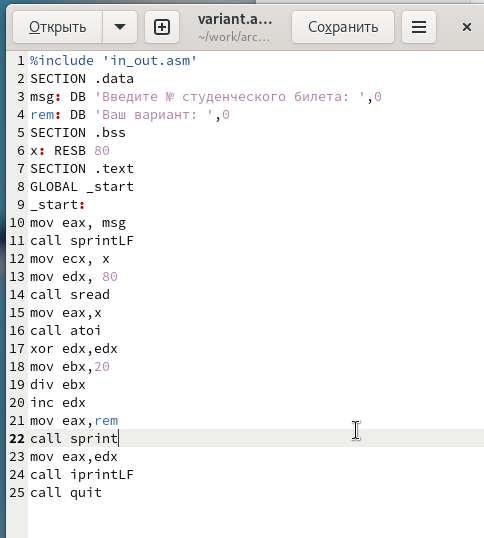 Открыть
variant.a...
~/work/arc...
Сохранить
1 %include 'in_out.asm'
2 SECTION .data
3 msg: DB 'Введите № студенческого билета: ',0
4 rem: DB 'Ваш вариант: ',0
5 SECTION .bss
6 x: RESB 80
7 SECTION .text
8 GLOBAL _start
9 _start:
10 mov eax, msg
11 call sprintLF
12 mov ecx, x
13 mov edx, 80
14 call sread
15 mov eax,x
16 call atoi
17 xor edx,edx
18 mov ebx,20
19 div ebx
20 inc edx
21 mov eax,rem
22 call sprint
23 mov eax,edx
24 call iprintLF
25 call quit